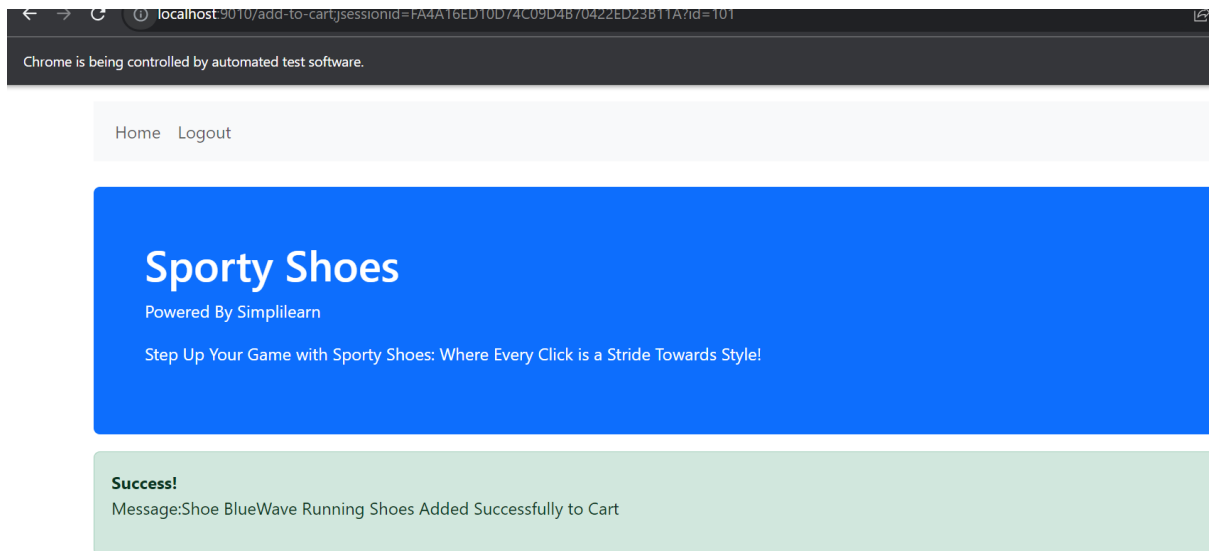 localhost:9010/add-to-cart;jsessionid=FA4A16ED10D74C09D4B70422ED23B11A?id=101
Chrome is being controlled by automated test software.
Home Logout
Sporty Shoes
Powered By Simplilearn
Step Up Your Game with Sporty Shoes: Where Every Click is a Stride Towards Style!
Success!
Message:Shoe BlueWave Running Shoes Added Successfully to Cart